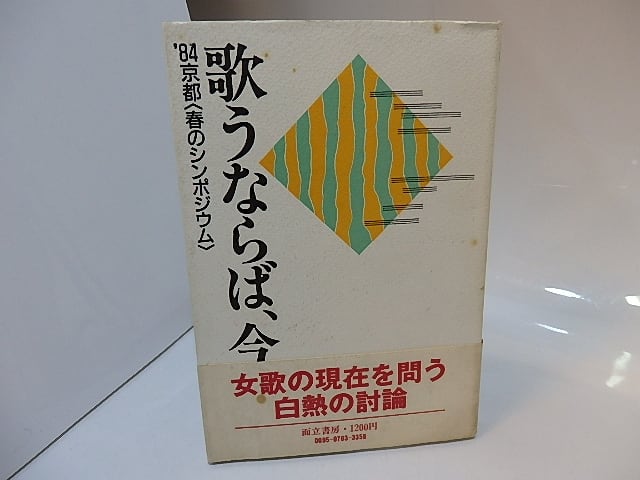 歌うならば、今
'84京都〈春のシンポジウム〉
女歌の現在を問う
白熱の討論
而立書房・1200円
0095-0703-3358